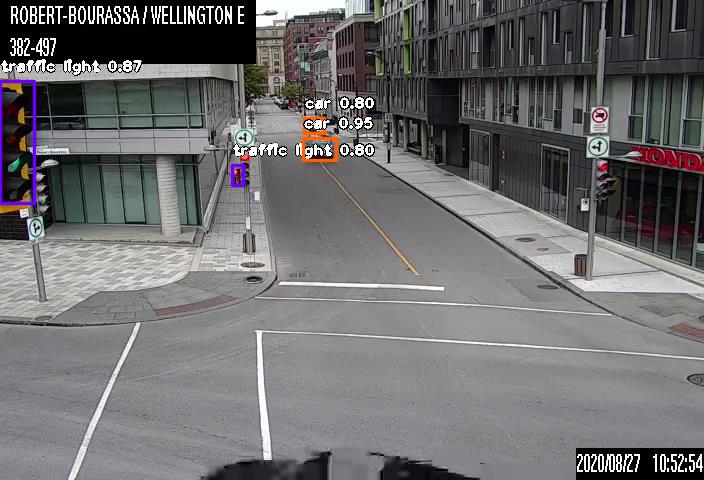 ROBERT-BOURASSA / WELLINGTON E
382-497
traffic light 0.87
car 0.80
car 0.95
traffic light 0.80
HONDA
2020/08/27 10:52:54